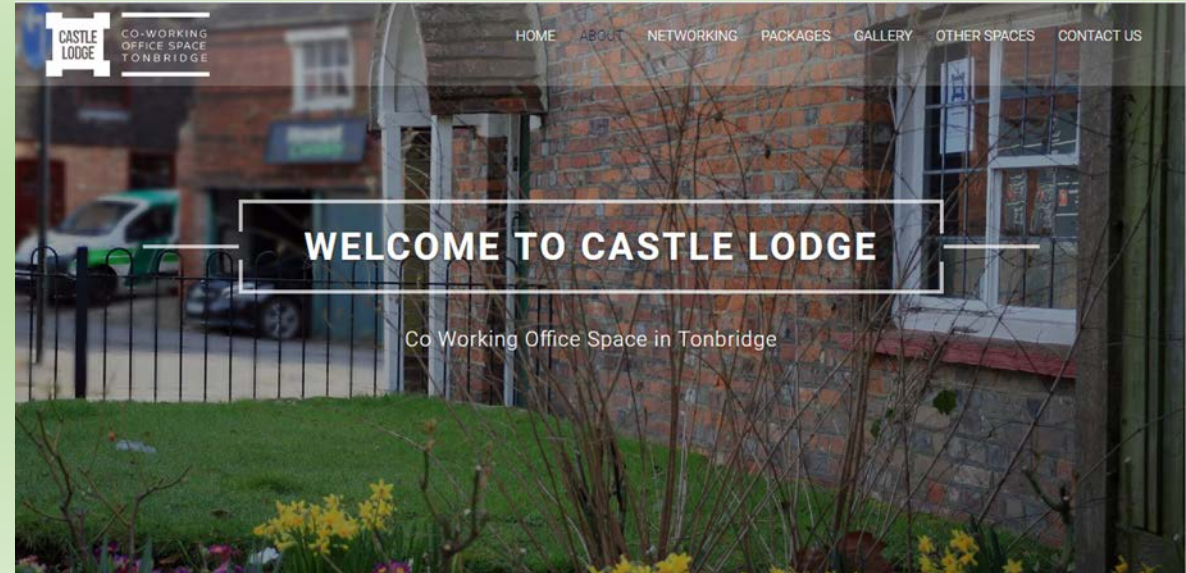 CASTLE
LODGE
CO-WORKING
OFFICE SPACE
TONBRIDGE
HOME ABOUT NETWORKING PACKAGES GALLERY OTHER SPACES CONTACT US
WELCOME TO CASTLE LODGE
Co Working Office Space in Tonbridge